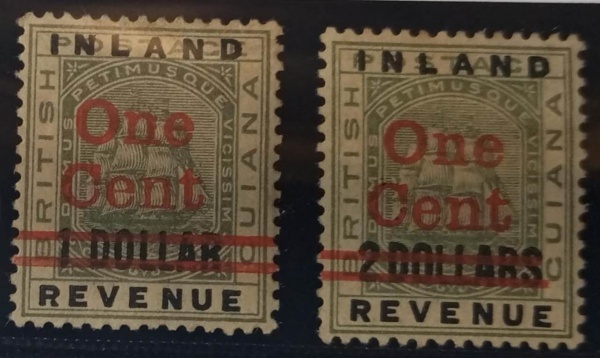 INLAND
POSTAGE
BRITISH
GUIANA
DAMUS PETIMUSQUE VICISSIM
One
Cent
1 DOLLAR
REVENUE
INLAND
POSTAGE
BRITISH
GUIANA
DAMUS PETIMUSQUE VICISSIM
One
Cent
2 DOLLARS
REVENUE